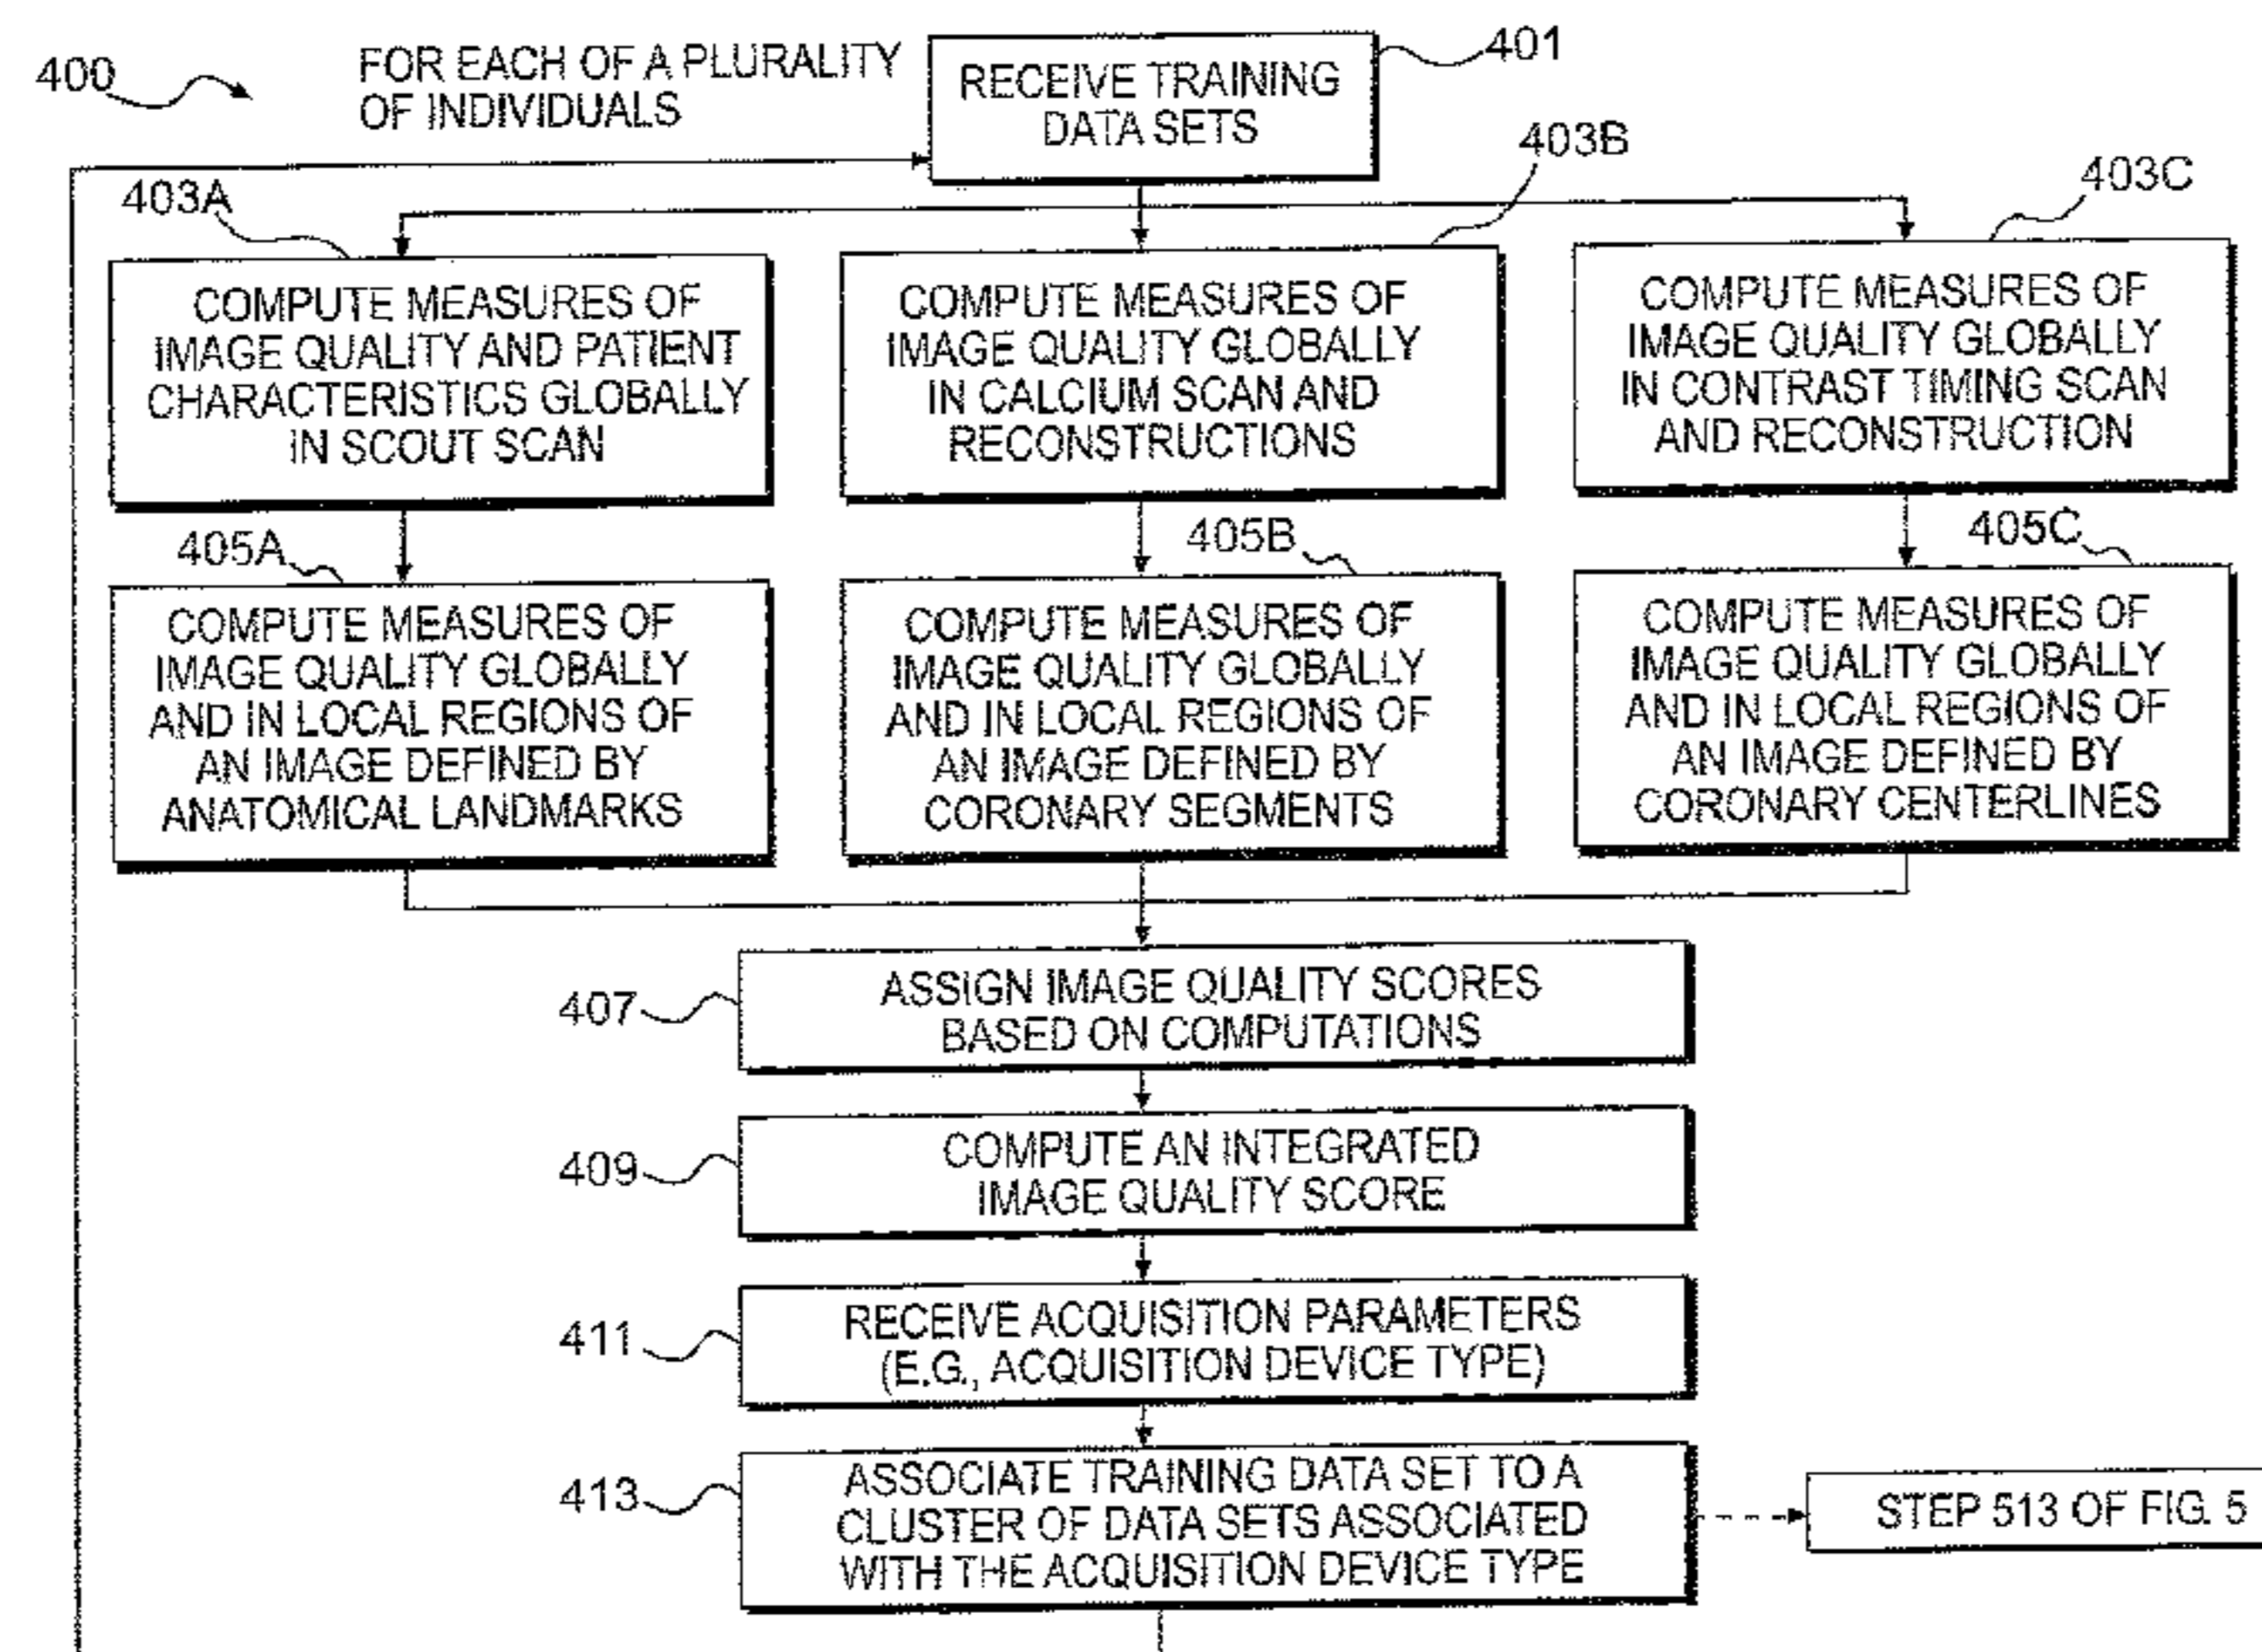 400
FOR EACH OF A PLURALITY
OF INDIVIDUALS
RECEIVE TRAINING
DATA SETS
401
403A
403B
403C
COMPUTE MEASURES OF
IMAGE QUALITY AND PATIENT
CHARACTERISTICS GLOBALLY
IN SCOUT SCAN
COMPUTE MEASURES OF
IMAGE QUALITY GLOBALLY
IN CALCIUM SCAN AND
RECONSTRUCTIONS
COMPUTE MEASURES OF
IMAGE QUALITY GLOBALLY
IN CONTRAST TIMING SCAN
AND RECONSTRUCTION
405A
405B
405C
COMPUTE MEASURES OF
IMAGE QUALITY GLOBALLY
AND IN LOCAL REGIONS OF
AN IMAGE DEFINED BY
ANATOMICAL LANDMARKS
COMPUTE MEASURES OF
IMAGE QUALITY GLOBALLY
AND IN LOCAL REGIONS OF
AN IMAGE DEFINED BY
CORONARY SEGMENTS
COMPUTE MEASURES OF
IMAGE QUALITY GLOBALLY
AND IN LOCAL REGIONS OF
AN IMAGE DEFINED BY
CORONARY CENTERLINES
407
ASSIGN IMAGE QUALITY SCORES
BASED ON COMPUTATIONS
409
COMPUTE AN INTEGRATED
IMAGE QUALITY SCORE
411
RECEIVE ACQUISITION PARAMETERS
(E.G., ACQUISITION DEVICE TYPE)
413
ASSOCIATE TRAINING DATA SET TO A
CLUSTER OF DATA SETS ASSOCIATED
WITH THE ACQUISITION DEVICE TYPE
STEP 513 OF FIG. 5